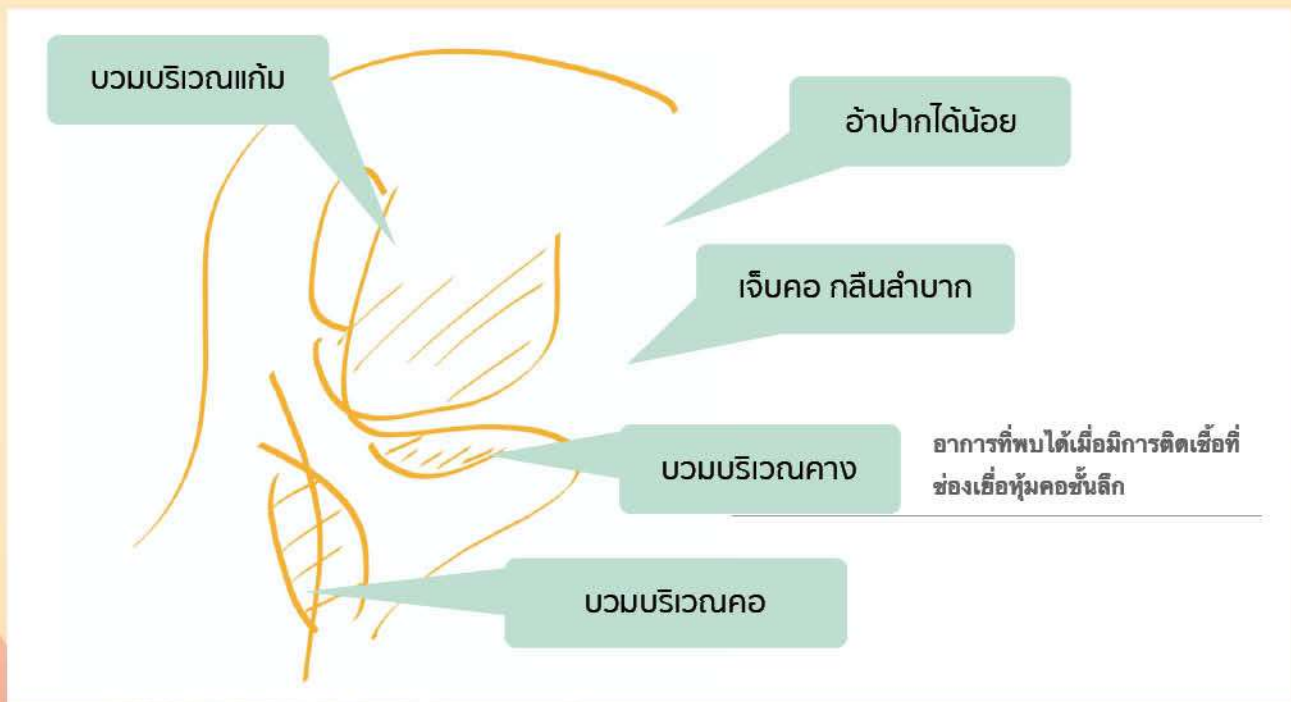 บวมบริเวณแก้ม
อ้าปากได้น้อย
เจ็บคอ กลืนลำบาก
บวมบริเวณคาง
อาการที่พบได้เมื่อมีการติดเชื้อที่
ช่องเยื่อหุ้มคอชั้นลึก
บวมบริเวณคอ